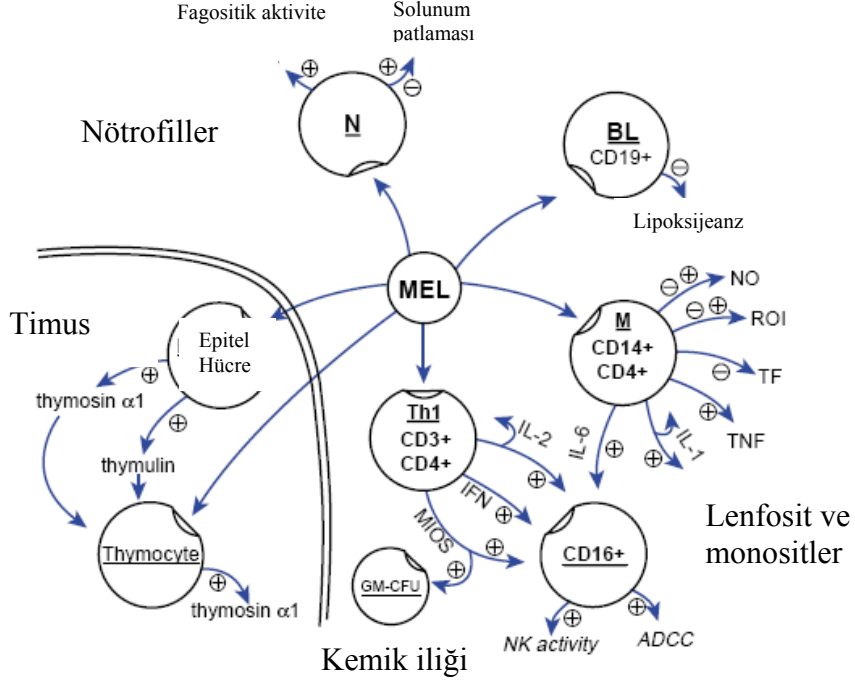 Fagositik aktivite
Solunum
patlaması
Nötrofiller
N
BL
CD19+
Lipoksijeanz
MEL
Timus
Epitel
Hücre
thymosin α1
thymulin
Thymocyte
thymosin α1
Th1
CD3+
CD4+
M
CD14+
CD4+
NO
ROI
TF
TNF
IL-1
IL-6
IL-2
IFN
MIOS
GM-CFU
CD16+
NK activity
ADCC
Lenfosit ve
monositler
Kemik iliği